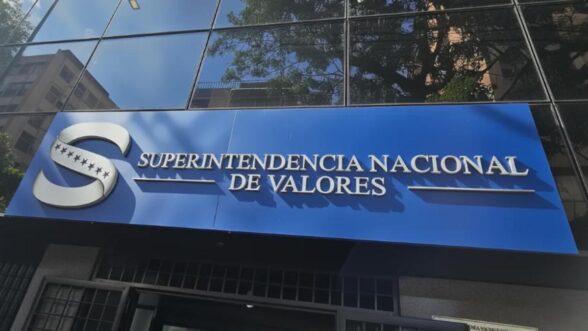 SUPERINTENDENCIA NACIONAL
DE VALORES